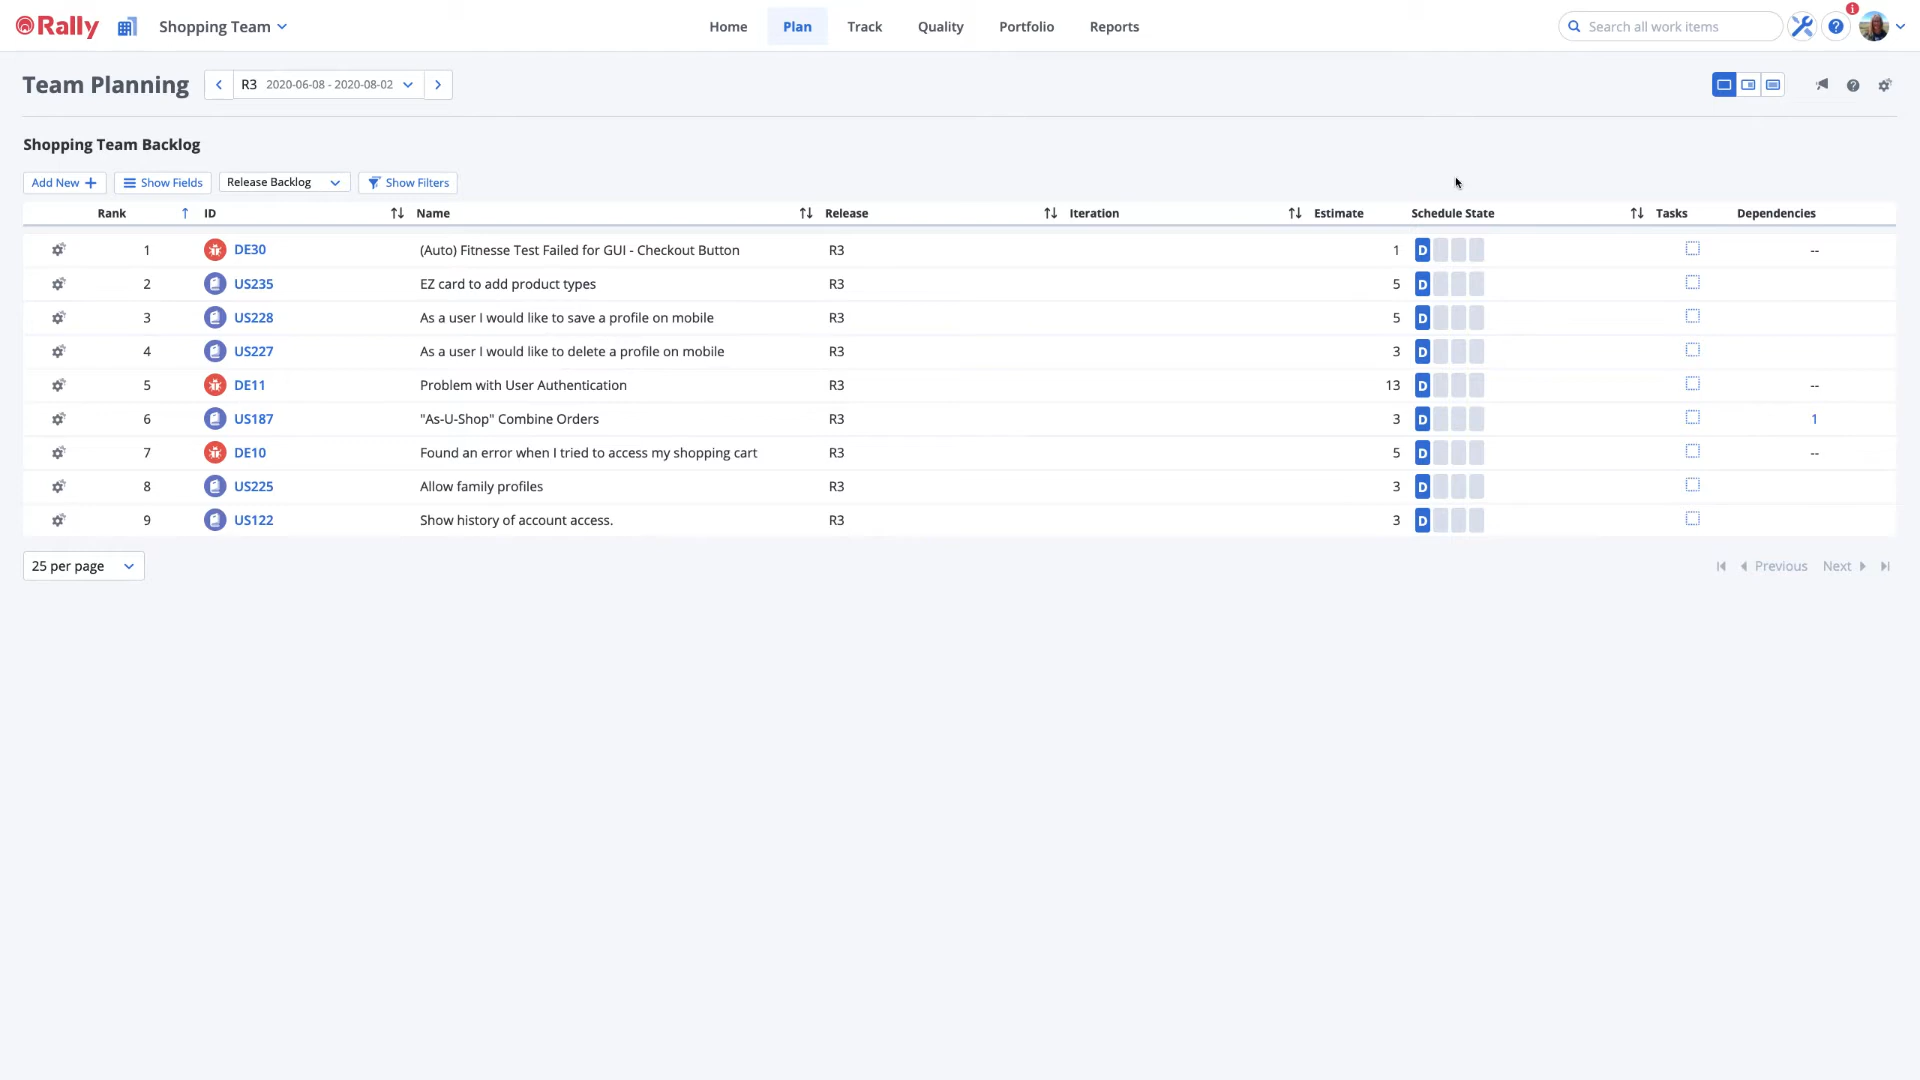 Rally Shopping Team Home Plan Track Quality Portfolio Reports Search all work items 1
Team Planning R3 2020-06-08 - 2020-08-02
Shopping Team Backlog
Add New Show Fields Release Backlog Show Filters
Rank ID Name Release Iteration Estimate Schedule State Tasks Dependencies
1 DE30 (Auto) Fitnesse Test Failed for GUI - Checkout Button R3 1 D --
2 US235 EZ card to add product types R3 5 D
3 US228 As a user I would like to save a profile on mobile R3 5 D
4 US227 As a user I would like to delete a profile on mobile R3 3 D
5 DE11 Problem with User Authentication R3 13 D --
6 US187 "As-U-Shop" Combine Orders R3 3 D 1
7 DE10 Found an error when I tried to access my shopping cart R3 5 D --
8 US225 Allow family profiles R3 3 D
9 US122 Show history of account access. R3 3 D
25 per page Previous Next